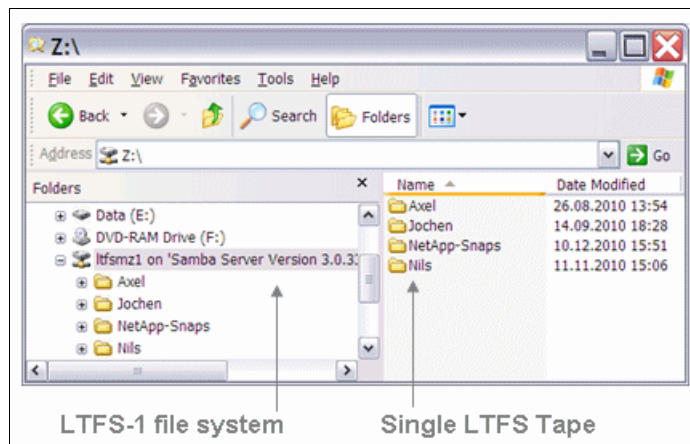 Z:\
File Edit View Favorites Tools Help
Back Search Folders
Address Z:\ Go
Folders x Name Date Modified
Data (E:)
DVD-RAM Drive (F:)
ltfsmz1 on 'Samba Server Version 3.0.3
Axel
Jochen
NetApp-Snaps
Nils
Axel 26.08.2010 13:54
Jochen 14.09.2010 18:28
NetApp-Snaps 10.12.2010 15:51
Nils 11.11.2010 15:06
LTFS-1 file system
Single LTFS Tape